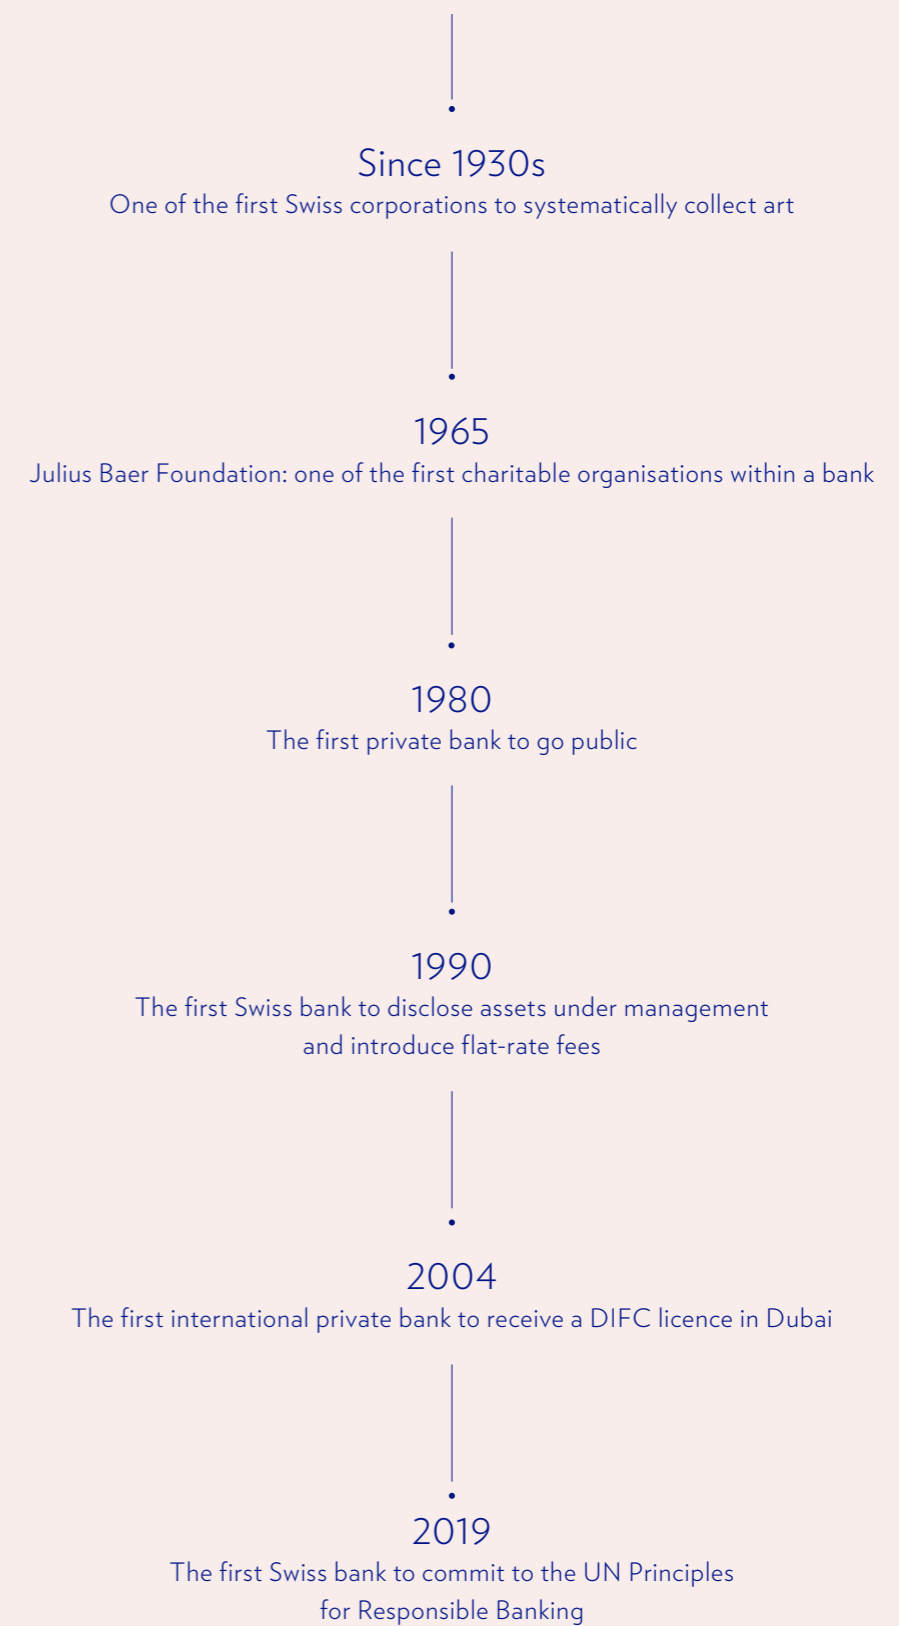 Since 1930s
One of the first Swiss corporations to systematically collect art
1965
Julius Baer Foundation: one of the first charitable organisations within a bank
1980
The first private bank to go public
1990
The first Swiss bank to disclose assets under management
and introduce flat-rate fees
2004
The first international private bank to receive a DIFC licence in Dubai
2019
The first Swiss bank to commit to the UN Principles
for Responsible Banking